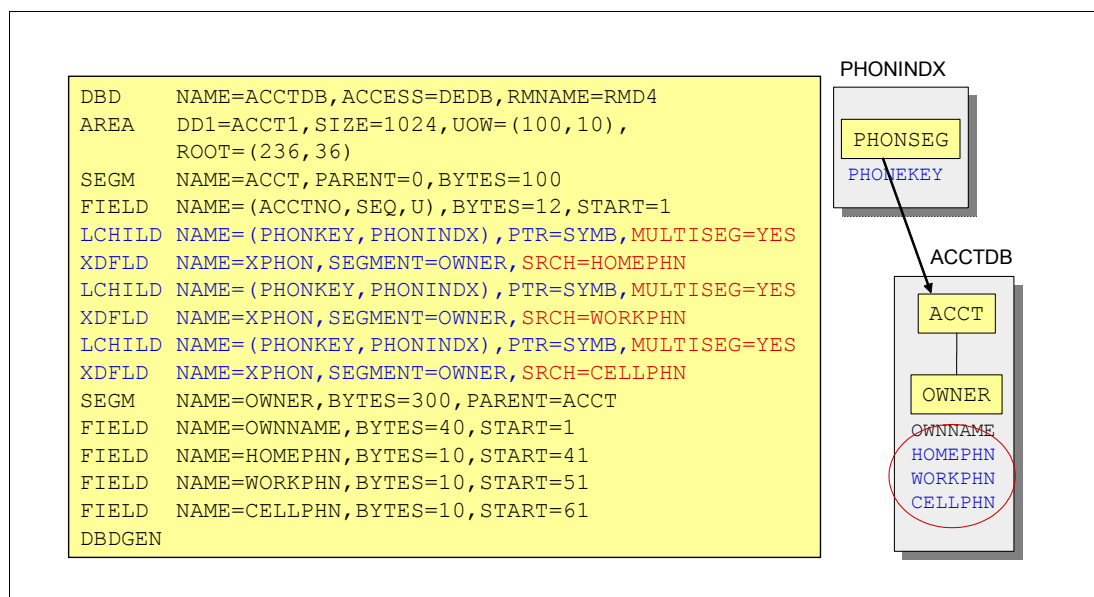 DBD NAME=ACCTDB,ACCESS=DEDB,RMNAME=RMD4
AREA DD1=ACCT1,SIZE=1024,UOW=(100,10),
ROOT=(236,36)
SEGM NAME=ACCT,PARENT=0,BYTES=100
FIELD NAME=(ACCTNO,SEQ,U),BYTES=12,START=1
LCHILD NAME=(PHONKEY,PHONINDX),PTR=SYMB,MULTISEG=YES
XDFLD NAME=XPHON,SEGMENT=OWNER,SRCH=HOMEPHN
LCHILD NAME=(PHONKEY,PHONINDX),PTR=SYMB,MULTISEG=YES
XDFLD NAME=XPHON,SEGMENT=OWNER,SRCH=WORKPHN
LCHILD NAME=(PHONKEY,PHONINDX),PTR=SYMB,MULTISEG=YES
XDFLD NAME=XPHON,SEGMENT=OWNER,SRCH=CELLPHN
SEGM NAME=OWNER,BYTES=300,PARENT=ACCT
FIELD NAME=OWNNAME,BYTES=40,START=1
FIELD NAME=HOMEPHN,BYTES=10,START=41
FIELD NAME=WORKPHN,BYTES=10,START=51
FIELD NAME=CELLPHN,BYTES=10,START=61
DBDGEN
PHONINDX
PHONSEG
PHONEKEY
ACCTDB
ACCT
OWNER
OWNNAME
HOMEPHN
WORKPHN
CELLPHN